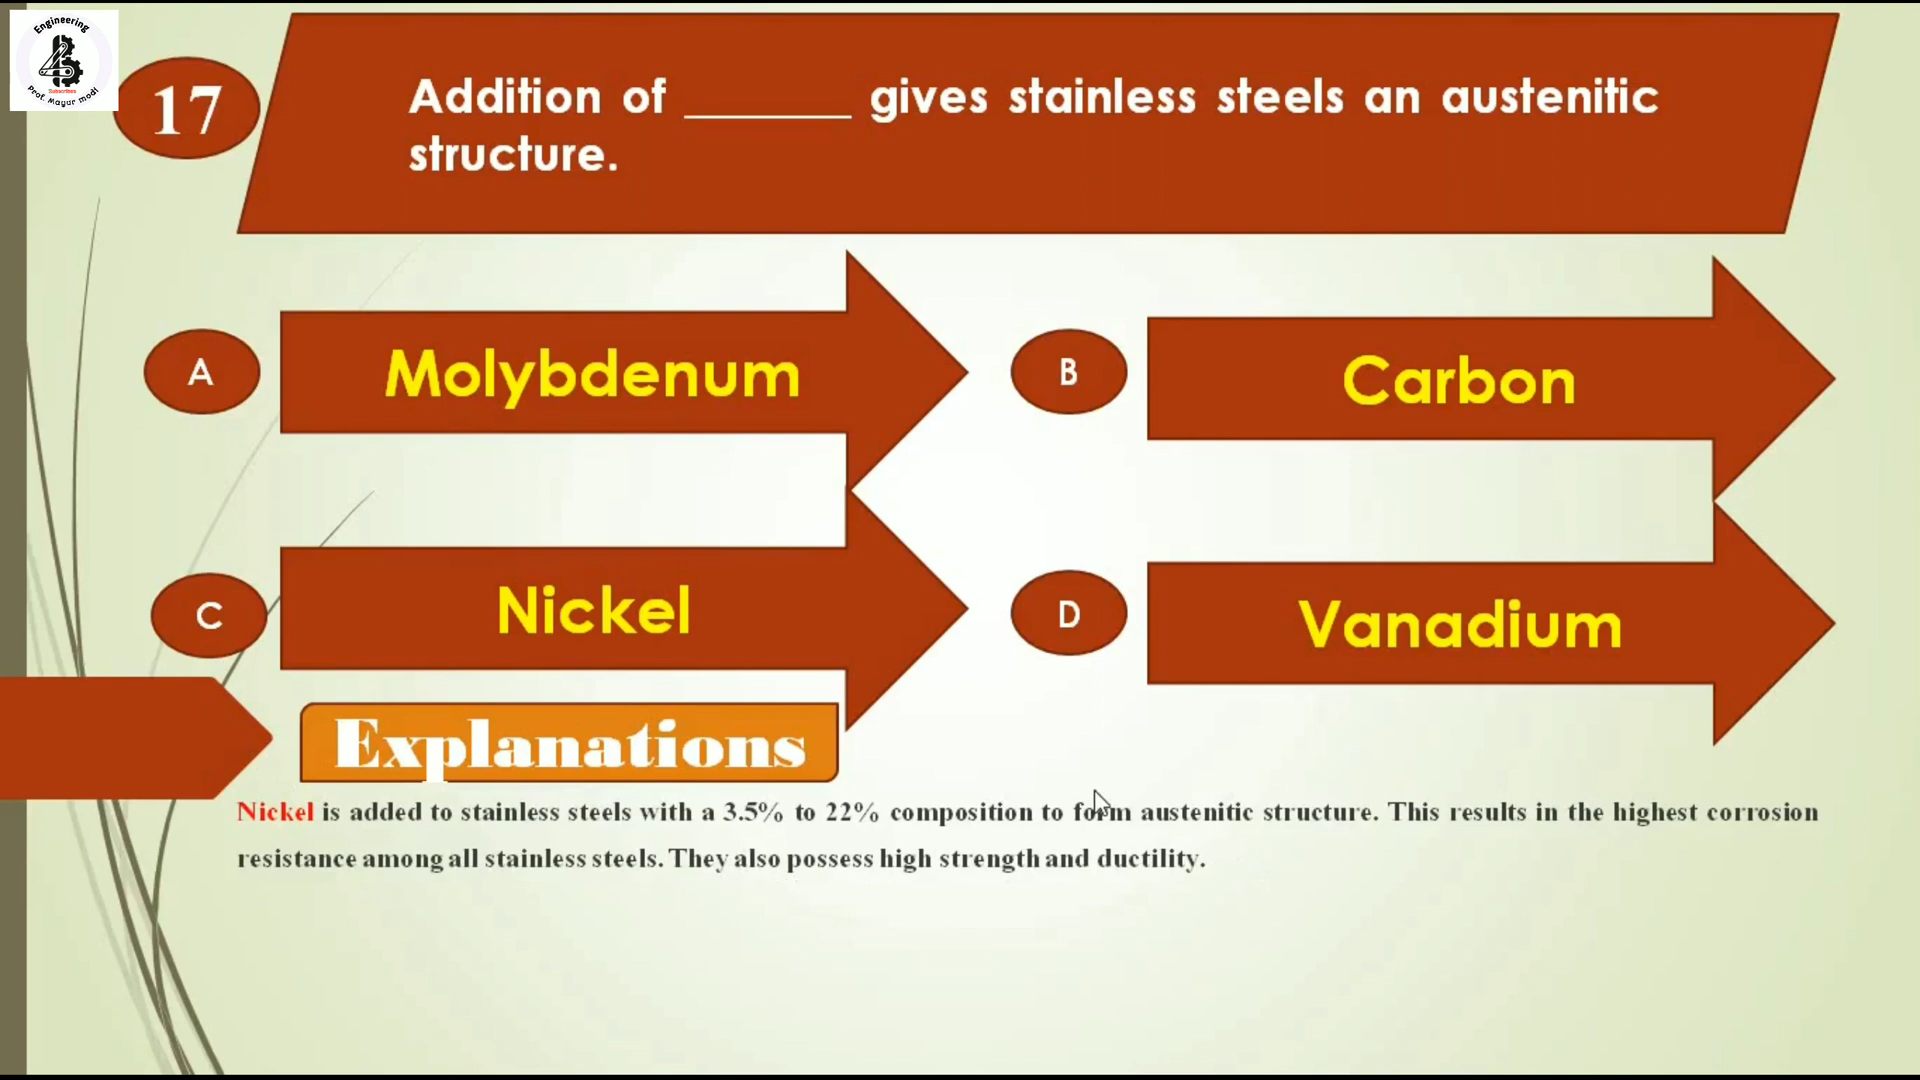 Engineering
Subscribes
Prof. Mayur modi
17
Addition of _______ gives stainless steels an austenitic
structure.
A
Molybdenum
B
Carbon
C
Nickel
D
Vanadium
Explanations
Nickel is added to stainless steels with a 3.5% to 22% composition to form austenitic structure. This results in the highest corrosion
resistance among all stainless steels. They also possess high strength and ductility.